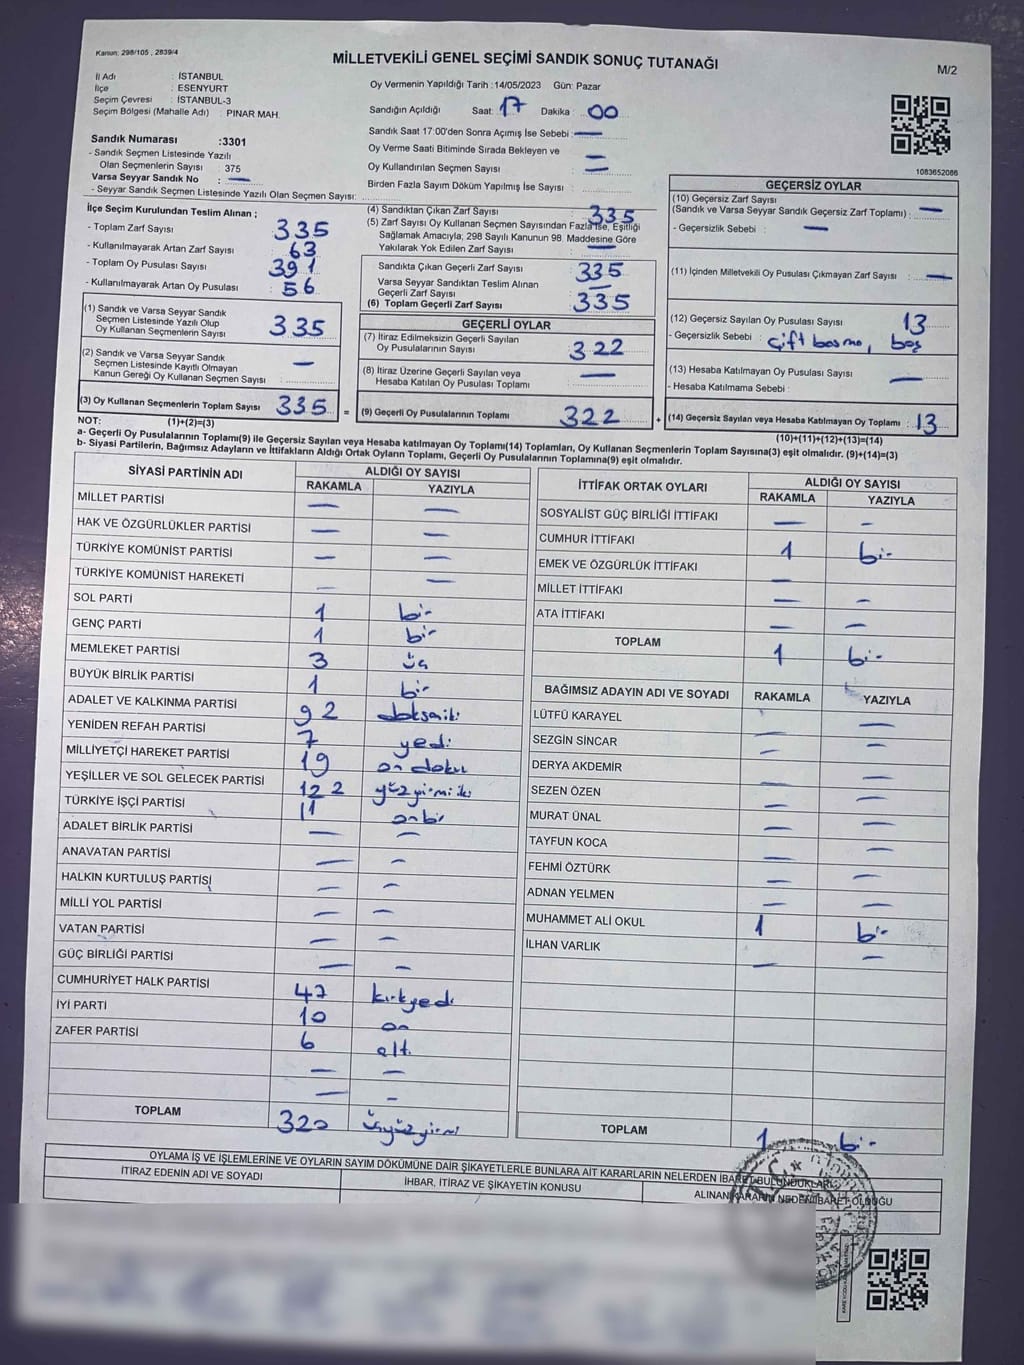 Kanun: 298/105 , 2839/4
MİLLETVEKİLİ GENEL SEÇİMİ SANDIK SONUÇ TUTANAĞI
M/2
İl Adı : İSTANBUL
İlçe : ESENYURT
Seçim Çevresi : İSTANBUL-3
Seçim Bölgesi (Mahalle Adı) : PINAR MAH.
Oy Vermenin Yapıldığı Tarih :14/05/2023 Gün: Pazar
Sandığın Açıldığı Saat: 17 Dakika : 00
Sandık Saat 17:00'den Sonra Açımış İse Sebebi : —
Oy Verme Saati Bitiminde Sırada Bekleyen ve
Oy Kullandırılan Seçmen Sayısı —
Birden Fazla Sayım Döküm Yapılmış İse Sayısı :
1083652086
Sandık Numarası :3301
- Sandık Seçmen Listesinde Yazılı
Olan Seçmenlerin Sayısı : 375
Varsa Seyyar Sandık No : —
- Seyyar Sandık Seçmen Listesinde Yazılı Olan Seçmen Sayısı:
İlçe Seçim Kurulundan Teslim Alınan ;
- Toplam Zarf Sayısı : 335
- Kullanılmayarak Artan Zarf Sayısı : 63
- Toplam Oy Pusulası Sayısı : 391
- Kullanılmayarak Artan Oy Pusulası : 56
(1) Sandık ve Varsa Seyyar Sandık
Seçmen Listesinde Yazılı Olup
Oy Kullanan Seçmenlerin Sayısı : 335
(2) Sandık ve Varsa Seyyar Sandık
Seçmen Listesinde Kayıtlı Olmayan
Kanun Gereği Oy Kullanan Seçmen Sayısı : —
(3) Oy Kullanan Seçmenlerin Toplam Sayısı : 335 =
(4) Sandıktan Çıkan Zarf Sayısı : 335
(5) Zarf Sayısı Oy Kullanan Seçmen Sayısından Fazla İse, Eşitliği
Sağlamak Amacıyla; 298 Sayılı Kanunun 98. Maddesine Göre
Yakılarak Yok Edilen Zarf Sayısı : —
Sandıkta Çıkan Geçerli Zarf Sayısı : 335
Varsa Seyyar Sandıktan Teslim Alınan
Geçerli Zarf Sayısı : —
(6) Toplam Geçerli Zarf Sayısı : 335
GEÇERLİ OYLAR
(7) İtiraz Edilmeksizin Geçerli Sayılan
Oy Pusulalarının Sayısı : 322
(8) İtiraz Üzerine Geçerli Sayılan veya
Hesaba Katılan Oy Pusulası Toplamı : —
(9) Geçerli Oy Pusulalarının Toplamı : 322 +
GEÇERSİZ OYLAR
(10) Geçersiz Zarf Sayısı
(Sandık ve Varsa Seyyar Sandık Geçersiz Zarf Toplamı) : —
- Geçersizlik Sebebi : —
(11) İçinden Milletvekili Oy Pusulası Çıkmayan Zarf Sayısı : —
(12) Geçersiz Sayılan Oy Pusulası Sayısı : 13
- Geçersizlik Sebebi : çift basma, boş
(13) Hesaba Katılmayan Oy Pusulası Sayısı : —
- Hesaba Katılmama Sebebi :
(14) Geçersiz Sayılan veya Hesaba Katılmayan Oy Toplamı : 13
NOT: (1)+(2)=(3)
(10)+(11)+(12)+(13)=(14)
a- Geçerli Oy Pusulalarının Toplamı(9) ile Geçersiz Sayılan veya Hesaba katılmayan Oy Toplamı(14) Toplamları, Oy Kullanan Seçmenlerin Toplam Sayısına(3) eşit olmalıdır. (9)+(14)=(3)
b- Siyasi Partilerin, Bağımsız Adayların ve İttifakların Aldığı Ortak Oyların Toplamı, Geçerli Oy Pusulalarının Toplamına(9) eşit olmalıdır.
SİYASİ PARTİNİN ADI ALDIĞI OY SAYISI
RAKAMLA YAZIYLA
MİLLET PARTİSİ — —
HAK VE ÖZGÜRLÜKLER PARTİSİ — —
TÜRKİYE KOMÜNİST PARTİSİ — —
TÜRKİYE KOMÜNİST HAREKETİ — —
SOL PARTİ 1 bir
GENÇ PARTİ 1 bir
MEMLEKET PARTİSİ 3 üç
BÜYÜK BİRLİK PARTİSİ 1 bir
ADALET VE KALKINMA PARTİSİ 92 doksaniki
YENİDEN REFAH PARTİSİ 7 yedi
MİLLİYETÇİ HAREKET PARTİSİ 19 on dokuz
YEŞİLLER VE SOL GELECEK PARTİSİ 122 yüzyirmiiki
TÜRKİYE İŞÇİ PARTİSİ 11 onbir
ADALET BİRLİK PARTİSİ — —
ANAVATAN PARTİSİ — —
HALKIN KURTULUŞ PARTİSİ — —
MİLLİ YOL PARTİSİ — —
VATAN PARTİSİ — —
GÜÇ BİRLİĞİ PARTİSİ — —
CUMHURİYET HALK PARTİSİ 47 kırkyedi
İYİ PARTİ 10 on
ZAFER PARTİSİ 6 altı
— —
— —
TOPLAM 320 üçyüzyirmi
İTTİFAK ORTAK OYLARI ALDIĞI OY SAYISI
RAKAMLA YAZIYLA
SOSYALİST GÜÇ BİRLİĞİ İTTİFAKI — —
CUMHUR İTTİFAKI 1 bir
EMEK VE ÖZGÜRLÜK İTTİFAKI —
MİLLET İTTİFAKI — —
ATA İTTİFAKI — —
TOPLAM 1 bir
BAĞIMSIZ ADAYIN ADI VE SOYADI RAKAMLA YAZIYLA
LÜTFÜ KARAYEL — —
SEZGİN SİNCAR — —
DERYA AKDEMİR — —
SEZEN ÖZEN — —
MURAT ÜNAL — —
TAYFUN KOCA — —
FEHMİ ÖZTÜRK — —
ADNAN YELMEN — —
MUHAMMET ALİ OKUL 1 bir
İLHAN VARLIK — —
TOPLAM 1 bir
OYLAMA İŞ VE İŞLEMLERİNE VE OYLARIN SAYIM DÖKÜMÜNE DAİR ŞİKAYETLERLE BUNLARA AİT KARARLARIN NELERDEN İBARET BULUNDUKLARI
İTİRAZ EDENİN ADI VE SOYADI İHBAR, İTİRAZ VE ŞİKAYETİN KONUSU ALINAN KARARIN NEDEN İBARET OLDUĞU
T.C.